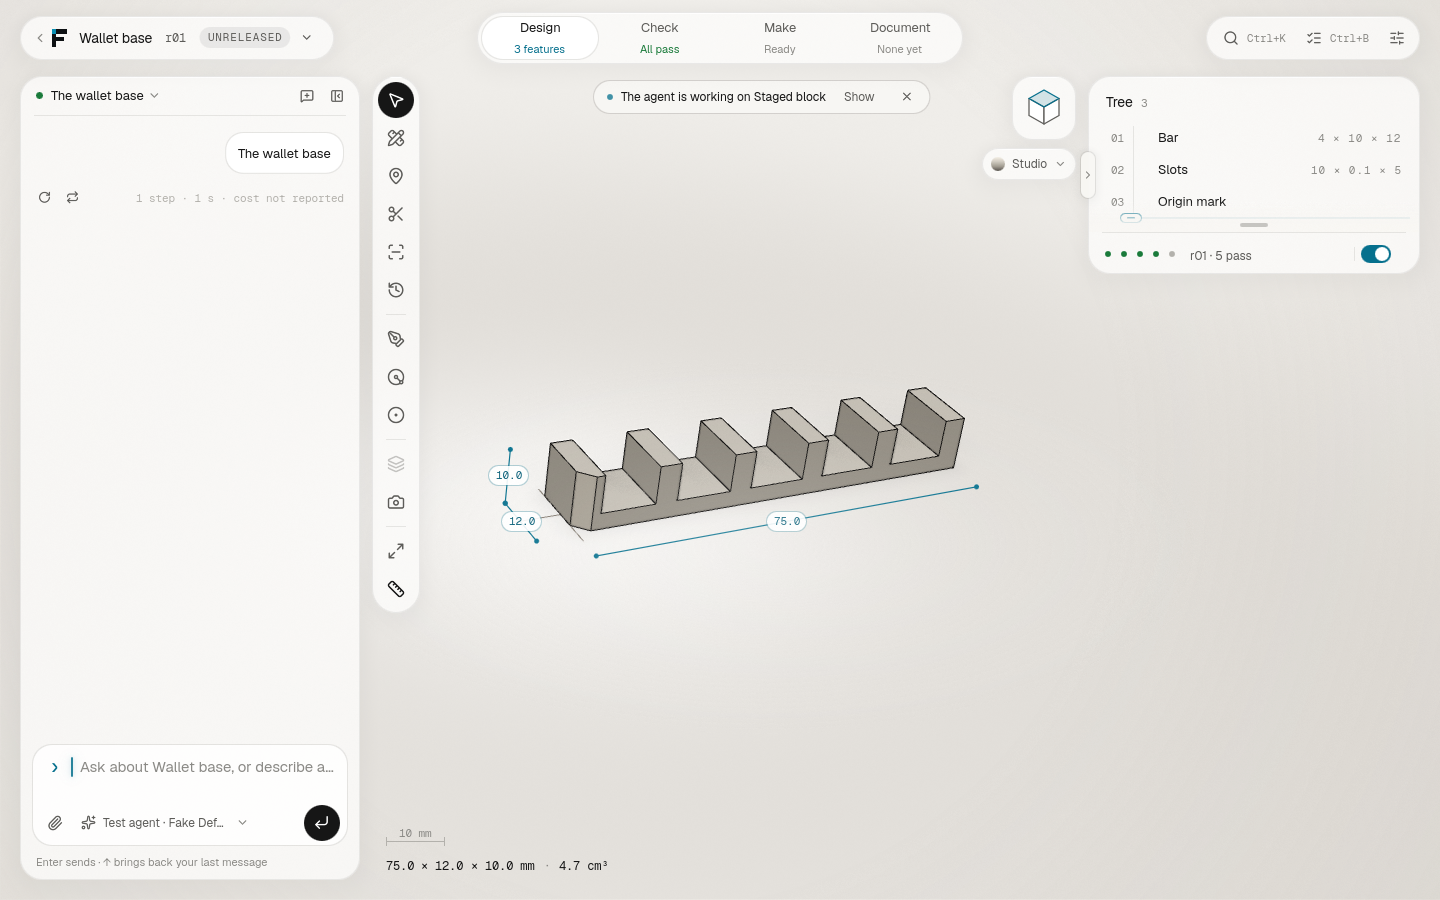 Wallet base r01 UNRELEASED
Design
3 features
Check
All pass
Make
Ready
Document
None yet
Ctrl+K Ctrl+B
The wallet base
The wallet base
1 step · 1 s · cost not reported
The agent is working on Staged block Show
Studio
Tree 3
01 Bar 4 × 10 × 12
02 Slots 10 × 0.1 × 5
03 Origin mark
r01 · 5 pass
10.0
12.0
75.0
Ask about Wallet base, or describe a…
Test agent · Fake Def…
Enter sends · ↑ brings back your last message
10 mm
75.0 × 12.0 × 10.0 mm · 4.7 cm³